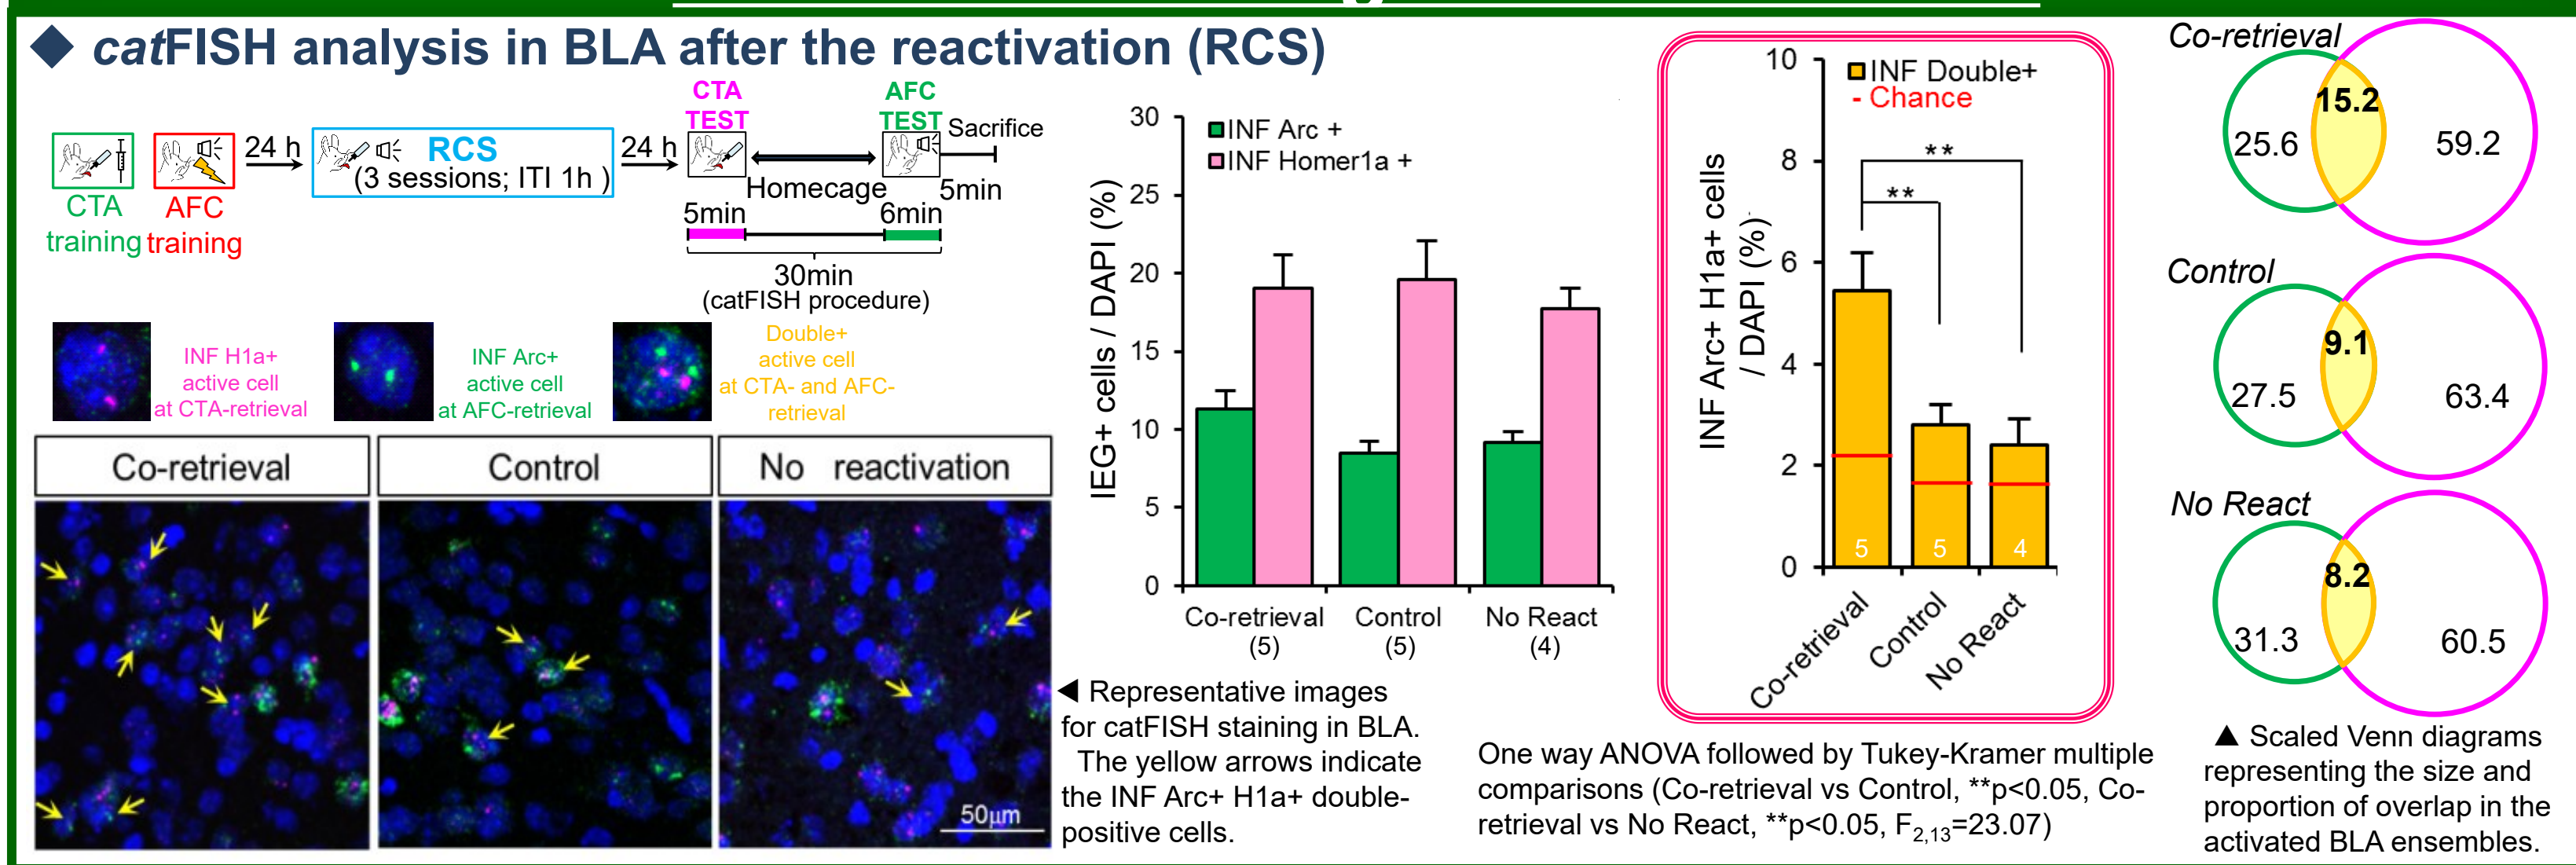 ◆ catFISH analysis in BLA after the reactivation (RCS)
CTA
training
AFC
training
24 h
RCS
(3 sessions; ITI 1h )
24 h
CTA
TEST
AFC
TEST
Sacrifice
Homecage
5min
5min
6min
30min
(catFISH procedure)
INF H1a+
active cell
at CTA-retrieval
INF Arc+
active cell
at AFC-retrieval
Double+
active cell
at CTA- and AFC-
retrieval
Co-retrieval
Control
No reactivation
50μm
IEG+ cells / DAPI (%)
30
25
20
15
10
5
0
INF Arc +
INF Homer1a +
Co-retrieval
(5)
Control
(5)
No React
(4)
◀ Representative images
for catFISH staining in BLA.
The yellow arrows indicate
the INF Arc+ H1a+ double-
positive cells.
INF Arc+ H1a+ cells
/ DAPI (%)
10
8
6
4
2
0
INF Double+
- Chance
**
**
5
5
4
Co-retrieval
Control
No React
One way ANOVA followed by Tukey-Kramer multiple
comparisons (Co-retrieval vs Control, **p<0.05, Co-
retrieval vs No React, **p<0.05, F2,13=23.07)
Co-retrieval
25.6
15.2
59.2
Control
27.5
9.1
63.4
No React
31.3
8.2
60.5
▲ Scaled Venn diagrams
representing the size and
proportion of overlap in the
activated BLA ensembles.